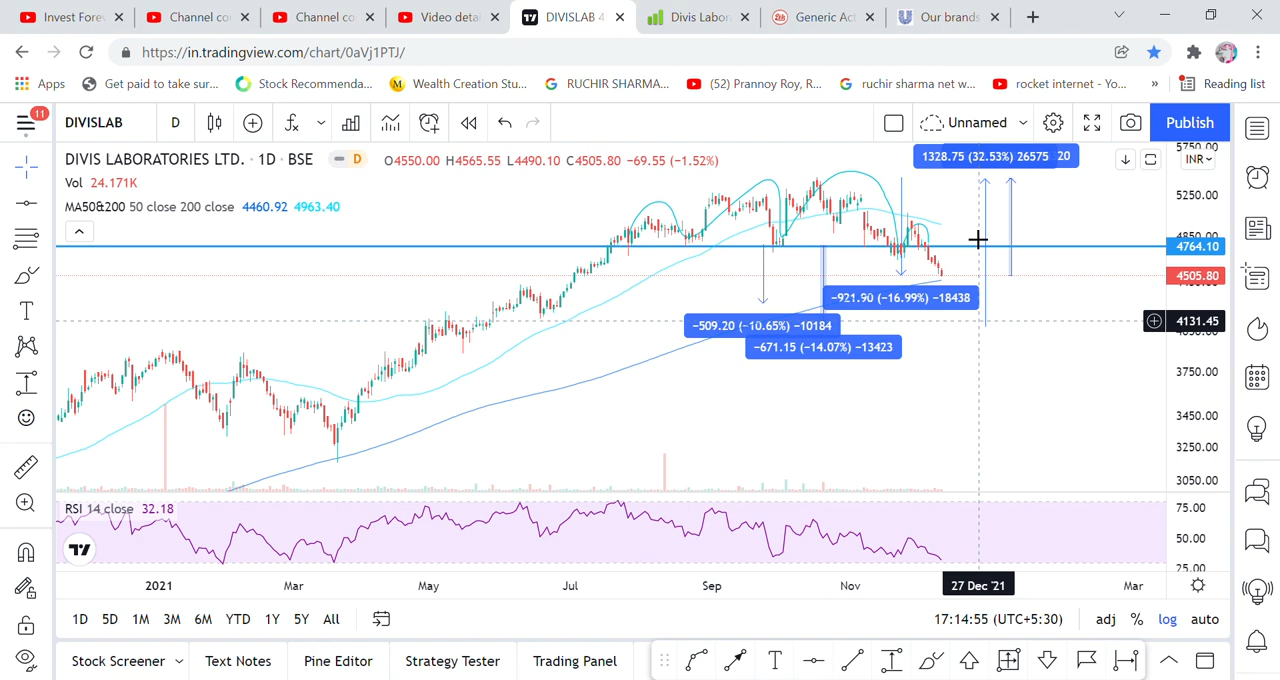 Invest Fore
Channel co
Channel co
Video detai
DIVISLAB 4
Divis Labor
Generic Act
Our brands
https://in.tradingview.com/chart/0aVj1PTJ/
Apps
Get paid to take sur...
Stock Recommenda...
Wealth Creation Stu...
RUCHIR SHARMA...
(52) Prannoy Roy, R...
ruchir sharma net w...
rocket internet - Yo...
»
Reading list
11
DIVISLAB
D
Unnamed
Publish
DIVIS LABORATORIES LTD. · 1D · BSE
D
O4550.00 H4565.55 L4490.10 C4505.80 −69.55 (−1.52%)
1328.75 (32.53%) 26575
20
INR
Vol 24.171K
MA50&200 50 close 200 close 4460.92 4963.40
5250.00
4764.10
4505.80
−921.90 (−16.99%) −18438
−509.20 (−10.65%) −10184
4131.45
−671.15 (−14.07%) −13423
3750.00
3450.00
3250.00
3050.00
RSI 14 close 32.18
75.00
50.00
25.00
2021
Mar
May
Jul
Sep
Nov
27 Dec '21
Mar
1D
5D
1M
3M
6M
YTD
1Y
5Y
All
17:14:55 (UTC+5:30)
adj
%
log
auto
Stock Screener
Text Notes
Pine Editor
Strategy Tester
Trading Panel